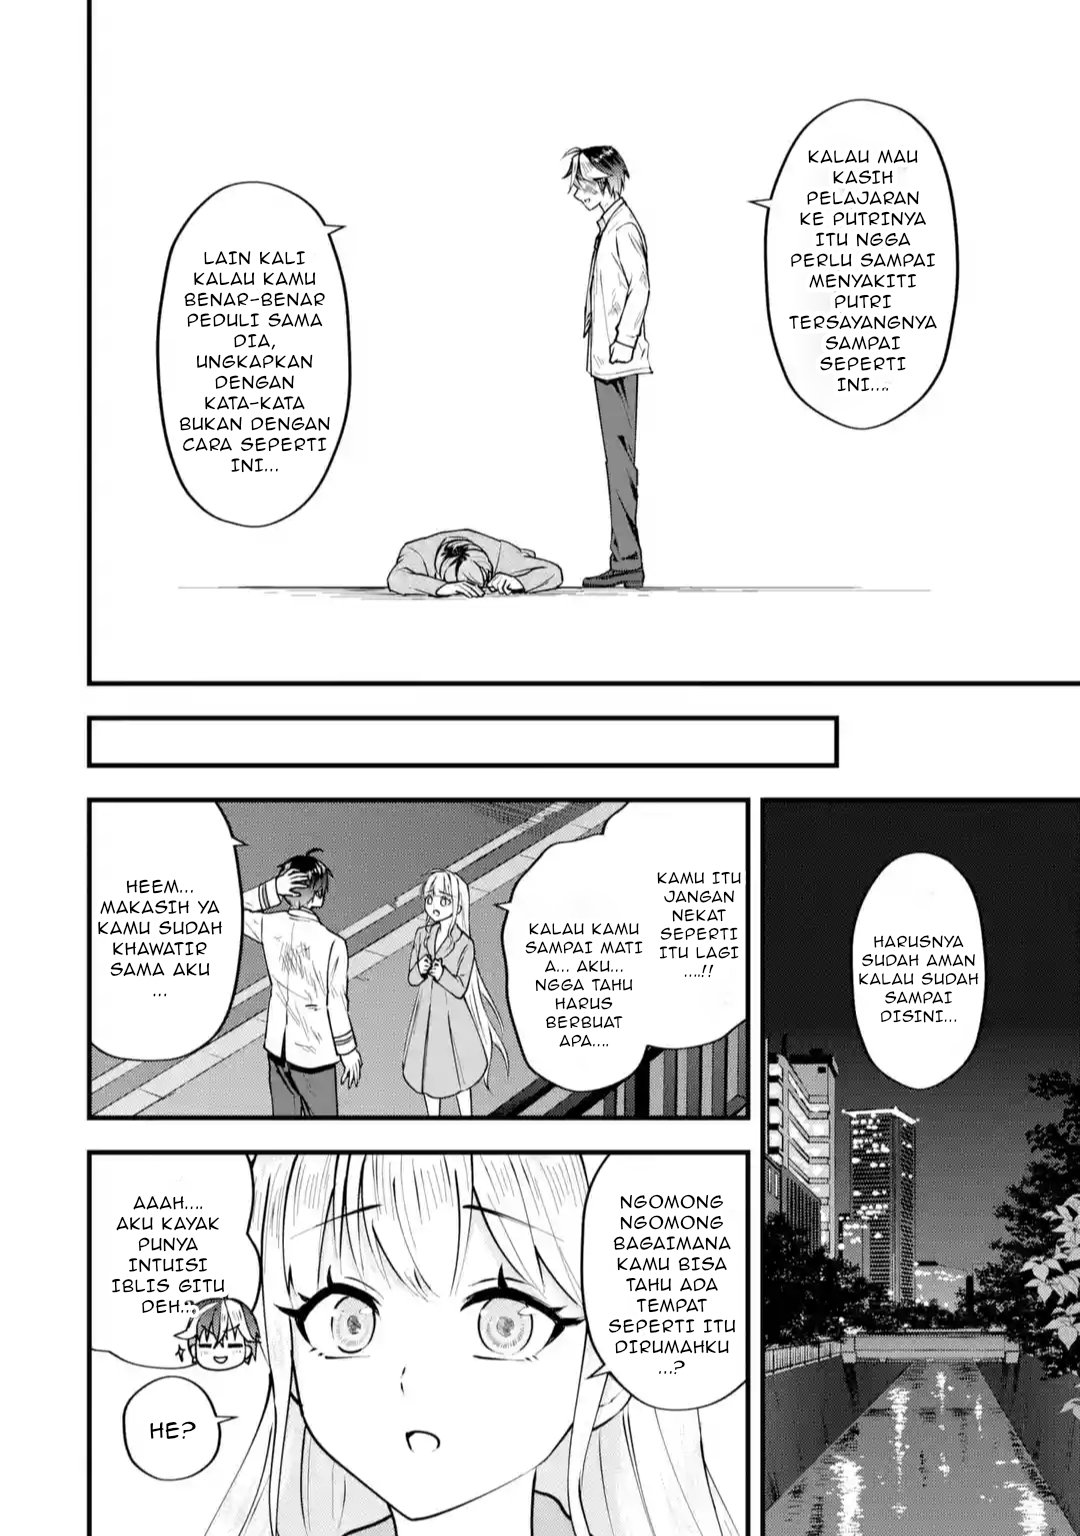 KALAU MAU
KASIH
PELAJARAN
KE PUTRINYA
ITU NGGA
PERLU SAMPAI
MENYAKITI
PUTRI
TERSAYANGNYA
SAMPAI
SEPERTI
INI....
LAIN KALI
KALAU KAMU
BENAR-BENAR
PEDULI SAMA
DIA,
UNGKAPKAN
DENGAN
KATA-KATA
BUKAN DENGAN
CARA SEPERTI
INI...
HARUSNYA
SUDAH AMAN
KALAU SUDAH
SAMPAI
DISINI...
KAMU ITU
JANGAN
NEKAT
SEPERTI
ITU LAGI
....!!
KALAU KAMU
SAMPAI MATI
A... AKU...
NGGA TAHU
HARUS
BERBUAT
APA....
HEEM...
MAKASIH YA
KAMU SUDAH
KHAWATIR
SAMA AKU
...
NGOMONG
NGOMONG
BAGAIMANA
KAMU BISA
TAHU ADA
TEMPAT
SEPERTI ITU
DIRUMAHKU
...?
AAAH....
AKU KAYAK
PUNYA
INTUISI
IBLIS GITU
DEH...
HE?